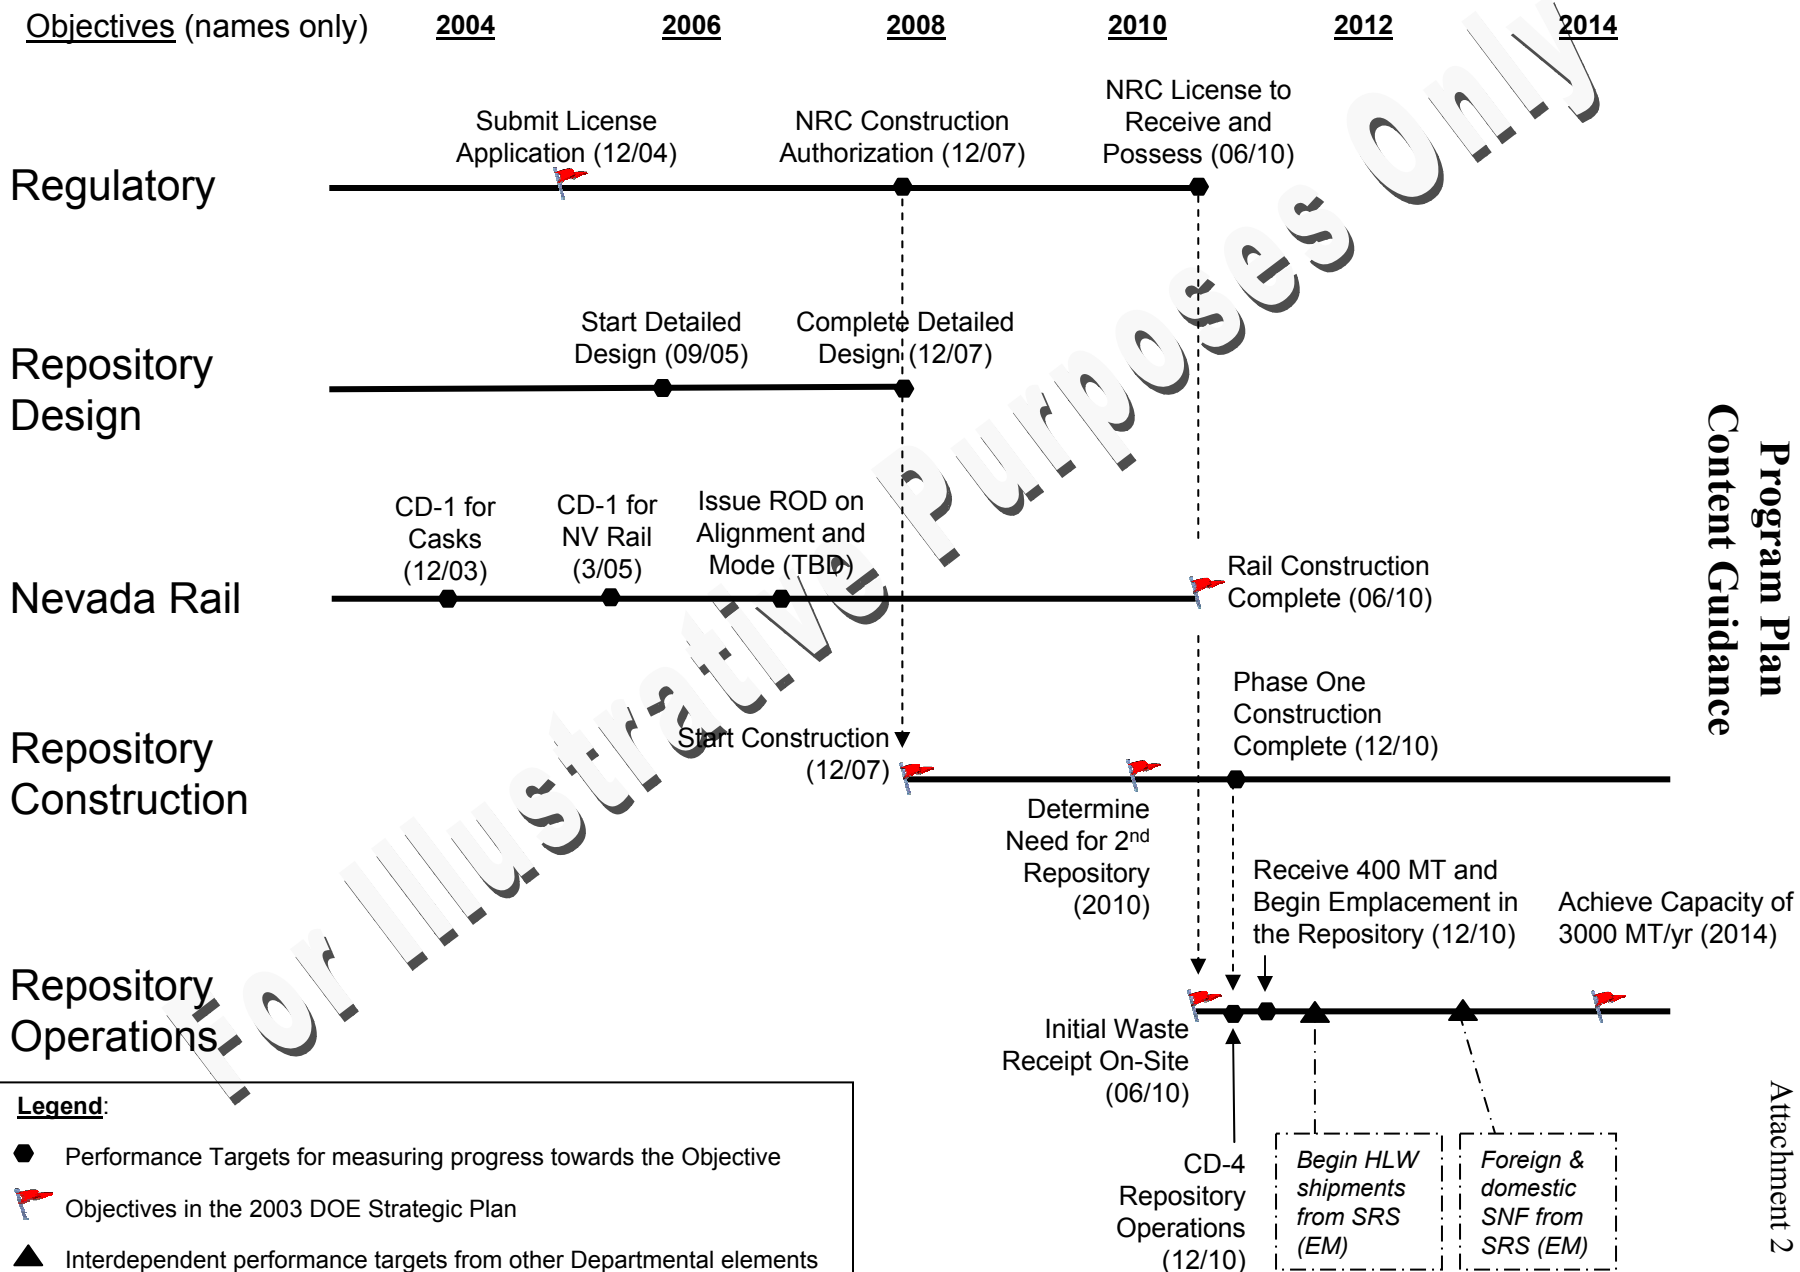 Objectives (names only) 2004 2006 2008 2010 2012 2014
Regulatory
Submit License
Application (12/04)
NRC Construction
Authorization (12/07)
NRC License to
Receive and
Possess (06/10)
Repository
Design
Start Detailed
Design (09/05)
Complete Detailed
Design (12/07)
Nevada Rail
CD-1 for
Casks
(12/03)
CD-1 for
NV Rail
(3/05)
Issue ROD on
Alignment and
Mode (TBD)
Rail Construction
Complete (06/10)
Repository
Construction
Start Construction
(12/07)
Determine
Need for 2nd
Repository
(2010)
Phase One
Construction
Complete (12/10)
Repository
Operations
Initial Waste
Receipt On-Site
(06/10)
CD-4
Repository
Operations
(12/10)
Receive 400 MT and
Begin Emplacement in
the Repository (12/10)
Achieve Capacity of
3000 MT/yr (2014)
Begin HLW
shipments
from SRS
(EM)
Foreign &
domestic
SNF from
SRS (EM)
Legend:
Performance Targets for measuring progress towards the Objective
Objectives in the 2003 DOE Strategic Plan
Interdependent performance targets from other Departmental elements
For Illustrative Purposes Only
Program Plan
Content Guidance
Attachment 2